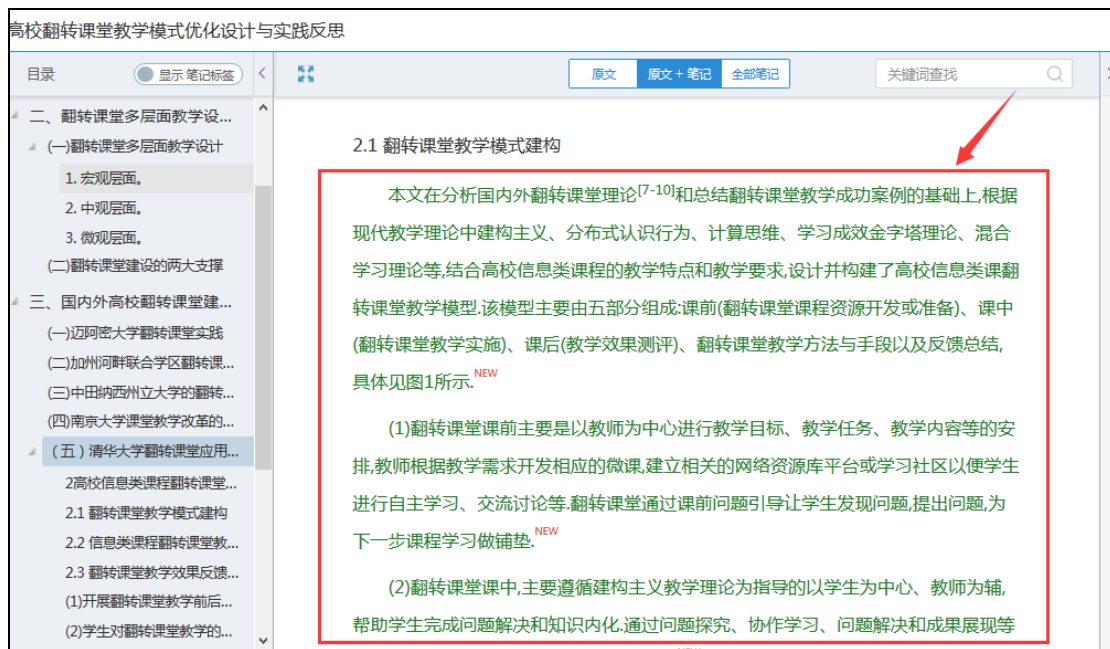 高校翻转课堂教学模式优化设计与实践反思
目录
显示 笔记标签
原文
原文 + 笔记
全部笔记
关键词查找
二、翻转课堂多层面教学设...
(一)翻转课堂多层面教学设计
1. 宏观层面。
2. 中观层面。
3. 微观层面。
(二)翻转课堂建设的两大支撑
三、国内外高校翻转课堂建...
(一)迈阿密大学翻转课堂实践
(二)加州河畔联合学区翻转课...
(三)中田纳西州立大学的翻转...
(四)南京大学课堂教学改革的...
(五) 清华大学翻转课堂应用...
2高校信息类课程翻转课堂...
2.1 翻转课堂教学模式建构
2.2 信息类课程翻转课堂教...
2.3 翻转课堂教学效果反馈...
(1)开展翻转课堂教学前后...
(2)学生对翻转课堂教学的...
2.1 翻转课堂教学模式建构
本文在分析国内外翻转课堂理论[7-10]和总结翻转课堂教学成功案例的基础上,根据
现代教学理论中建构主义、分布式认识行为、计算思维、学习成效金字塔理论、混合
学习理论等,结合高校信息类课程的教学特点和教学要求,设计并构建了高校信息类课翻
转课堂教学模型.该模型主要由五部分组成:课前(翻转课堂课程资源开发或准备)、课中
(翻转课堂教学实施)、课后(教学效果测评)、翻转课堂教学方法与手段以及反馈总结,
具体见图1所示.NEW
(1)翻转课堂课前主要是以教师为中心进行教学目标、教学任务、教学内容等的安
排,教师根据教学需求开发相应的微课,建立相关的网络资源库平台或学习社区以便学生
进行自主学习、交流讨论等.翻转课堂通过课前问题引导让学生发现问题,提出问题,为
下一步课程学习做铺垫.NEW
(2)翻转课堂课中,主要遵循建构主义教学理论为指导的以学生为中心、教师为辅,
帮助学生完成问题解决和知识内化.通过问题探究、协作学习、问题解决和成果展现等